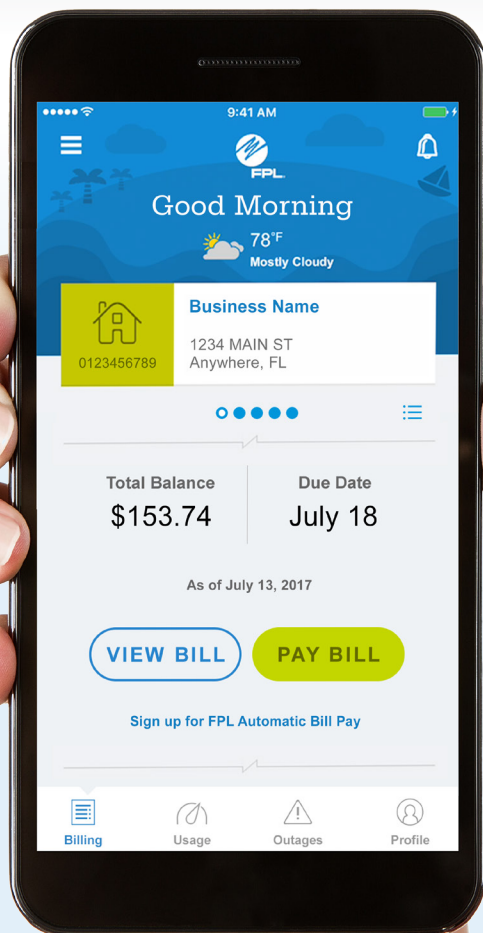 9:41 AM
FPL.
Good Morning
78°F
Mostly Cloudy
Business Name
0123456789
1234 MAIN ST
Anywhere, FL
Total Balance
Due Date
$153.74
July 18
As of July 13, 2017
VIEW BILL
PAY BILL
Sign up for FPL Automatic Bill Pay
Billing
Usage
Outages
Profile